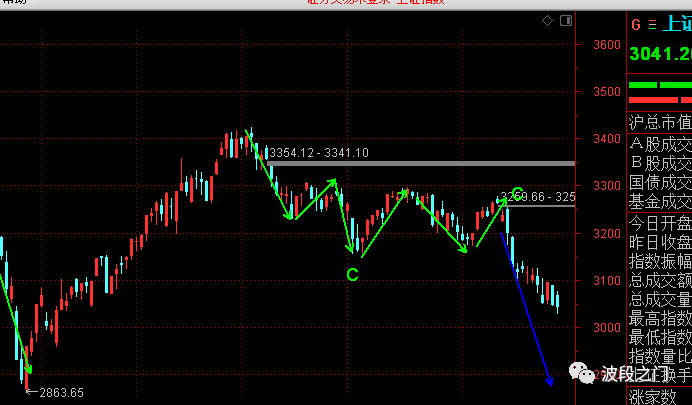 帮助
证券交易未登录 上证指数
3600
3500
3400
3300
3200
3100
3000
3354.12 - 3341.10
3259.66 - 325
C
C
←2863.65
G 上证
3041.20
沪总市值
A股成交
B股成交
国债成交
基金成交
今日开盘
昨日收盘
指数振幅
总成交额
总成交量
最高指数
最低指数
指数量比
换手
涨家数
波段之门